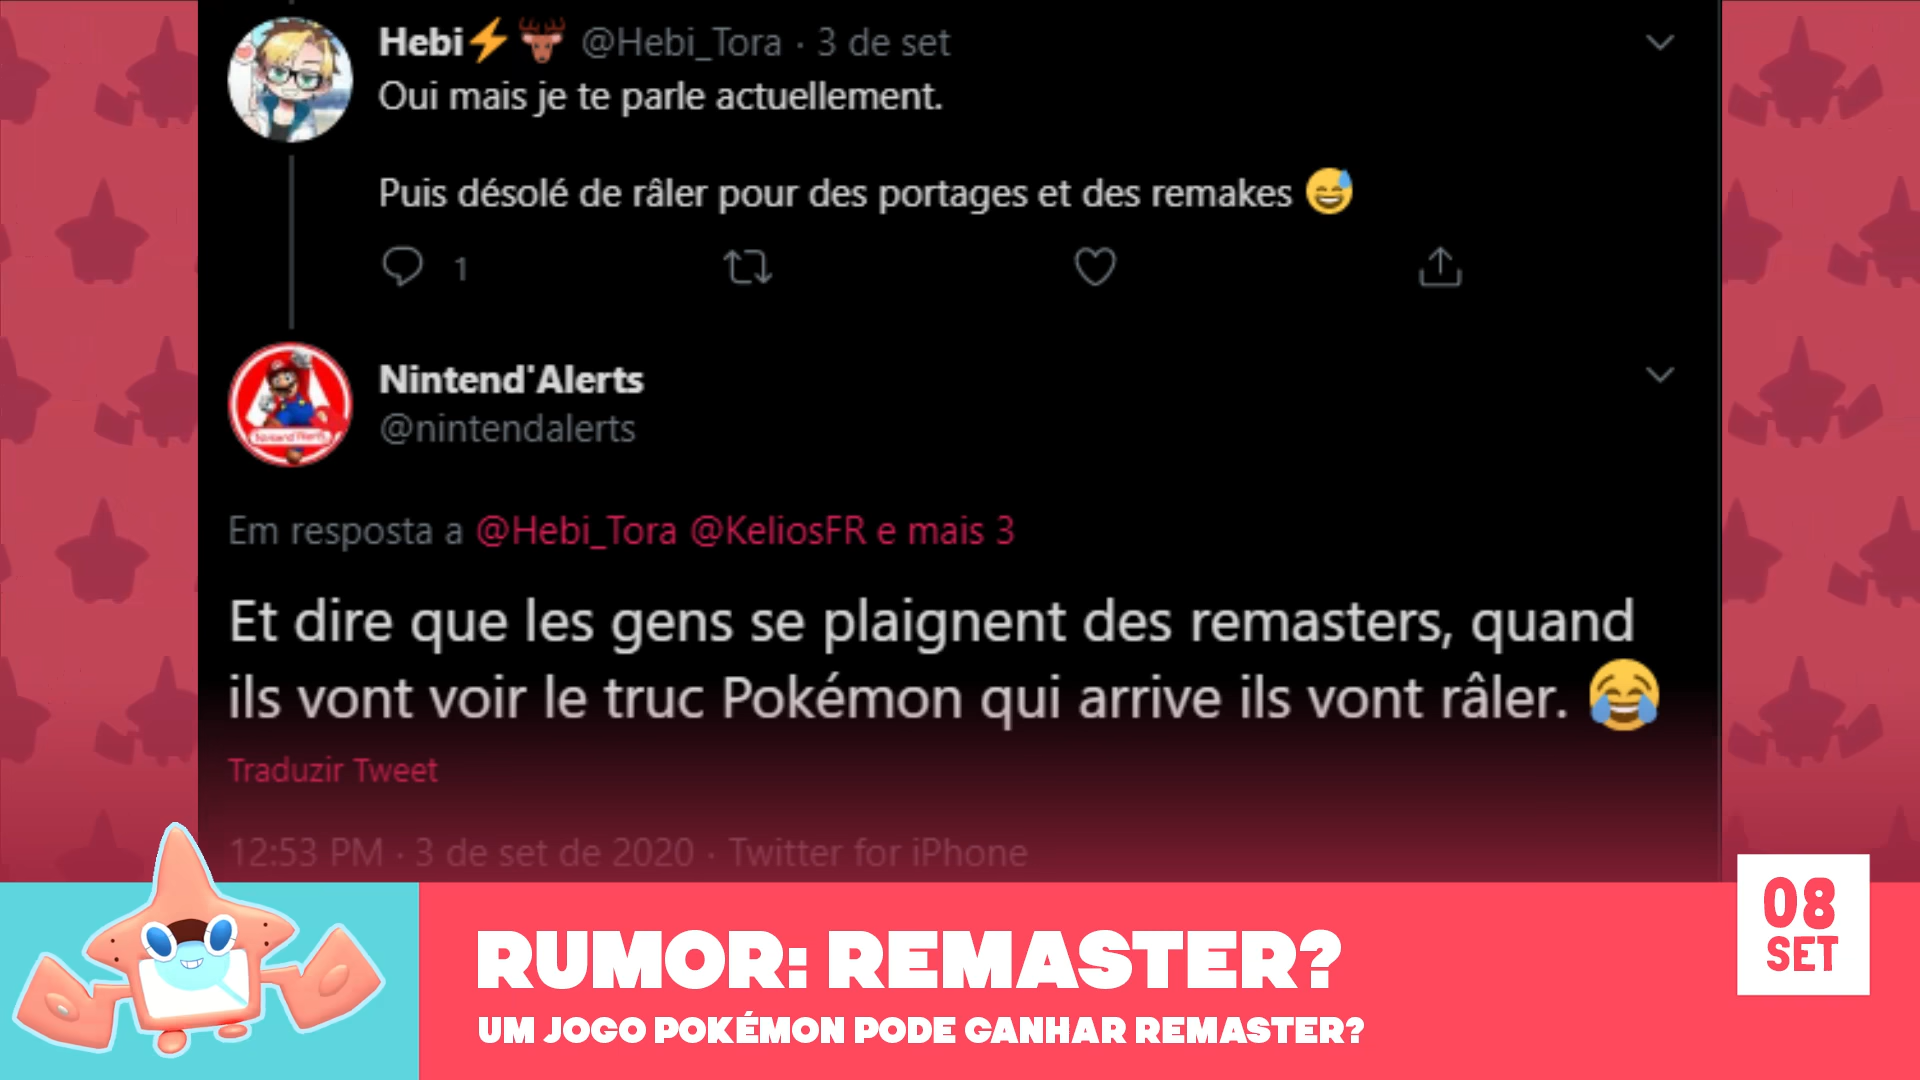 Hebi⚡🦌 @Hebi_Tora · 3 de set
Oui mais je te parle actuellement.
Puis désolé de râler pour des portages et des remakes 😅
1
Nintend'Alerts
@nintendalerts
Em resposta a @Hebi_Tora @KeliosFR e mais 3
Et dire que les gens se plaignent des remasters, quand
ils vont voir le truc Pokémon qui arrive ils vont râler. 😂
Traduzir Tweet
12:53 PM · 3 de set de 2020 · Twitter for iPhone
08
SET
RUMOR: REMASTER?
UM JOGO POKÉMON PODE GANHAR REMASTER?